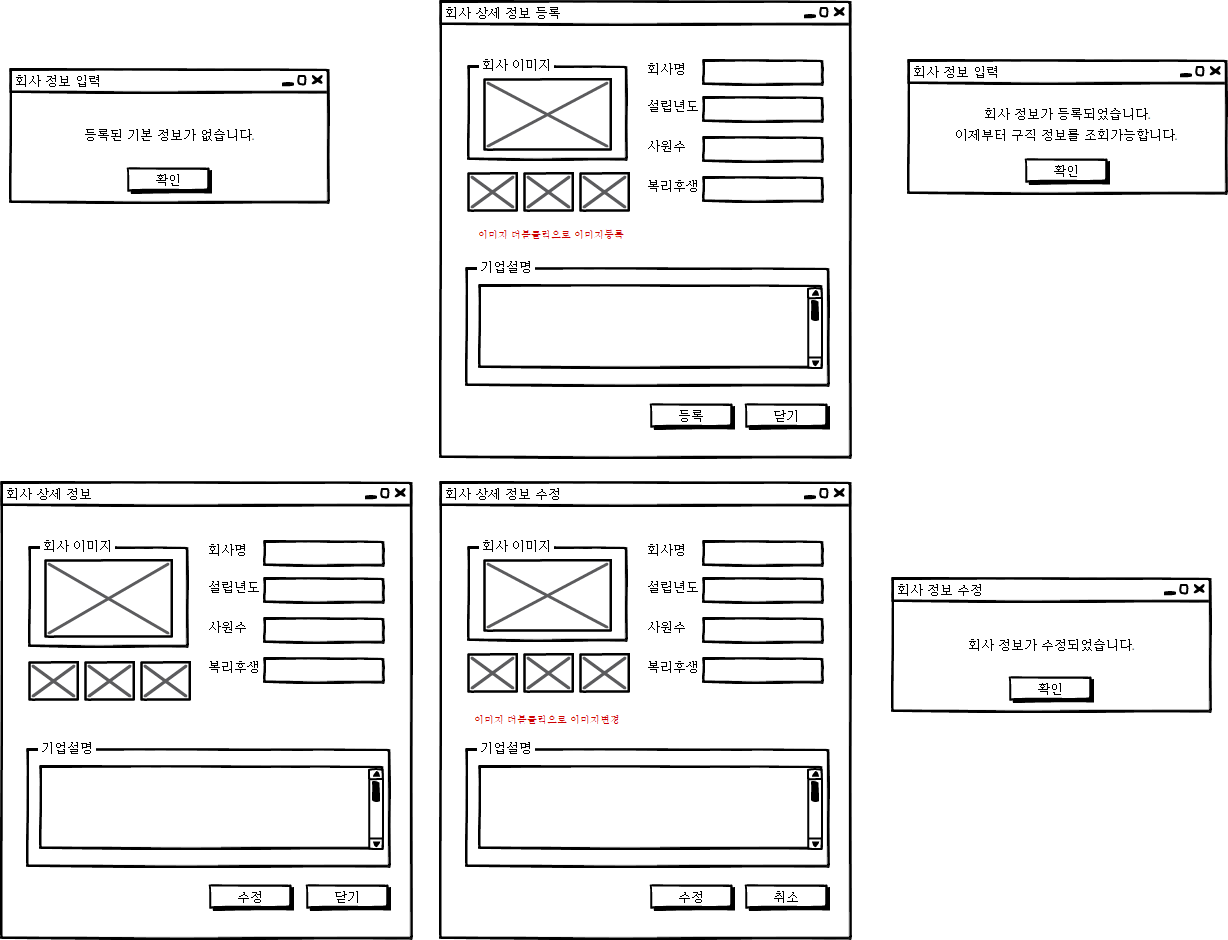 회사 정보 입력
등록된 기본 정보가 없습니다.
확인
회사 상세 정보 등록
회사 이미지
회사명
설립년도
사원수
복리후생
이미지 더블클릭으로 이미지등록
기업설명
등록
닫기
회사 정보 입력
회사 정보가 등록되었습니다.
이제부터 구직 정보를 조회가능합니다.
확인
회사 상세 정보
회사 이미지
회사명
설립년도
사원수
복리후생
기업설명
수정
닫기
회사 상세 정보 수정
회사 이미지
회사명
설립년도
사원수
복리후생
이미지 더블클릭으로 이미지변경
기업설명
수정
취소
회사 정보 수정
회사 정보가 수정되었습니다.
확인